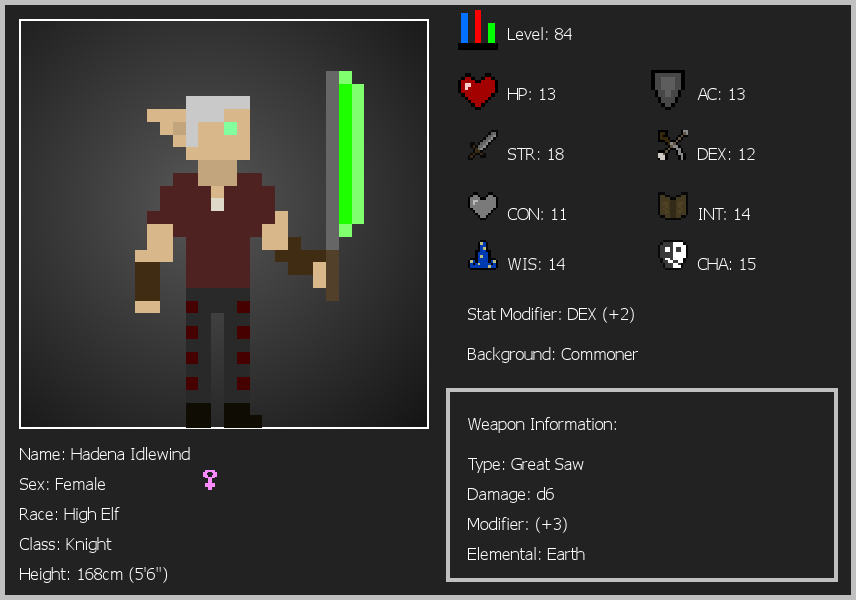 Level: 84
HP: 13
AC: 13
STR: 18
DEX: 12
CON: 11
INT: 14
WIS: 14
CHA: 15
Stat Modifier: DEX (+2)
Background: Commoner
Weapon Information:
Type: Great Saw
Damage: d6
Modifier: (+3)
Elemental: Earth
Name: Hadena Idlewind
Sex: Female
Race: High Elf
Class: Knight
Height: 168cm (5'6")